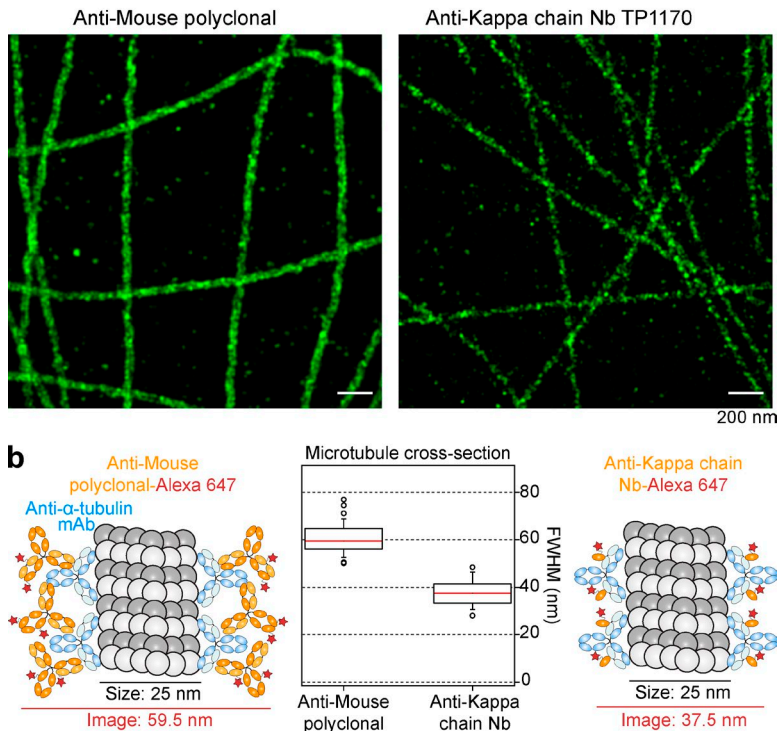 Anti-Mouse polyclonal
Anti-Kappa chain Nb TP1170
200 nm
b
Anti-Mouse
polyclonal-Alexa 647
Anti-α-tubulin
mAb
Size: 25 nm
Image: 59.5 nm
Microtubule cross-section
80
60
40
20
0
FWHM (nm)
Anti-Mouse
polyclonal
Anti-Kappa
chain Nb
Anti-Kappa chain
Nb-Alexa 647
Size: 25 nm
Image: 37.5 nm